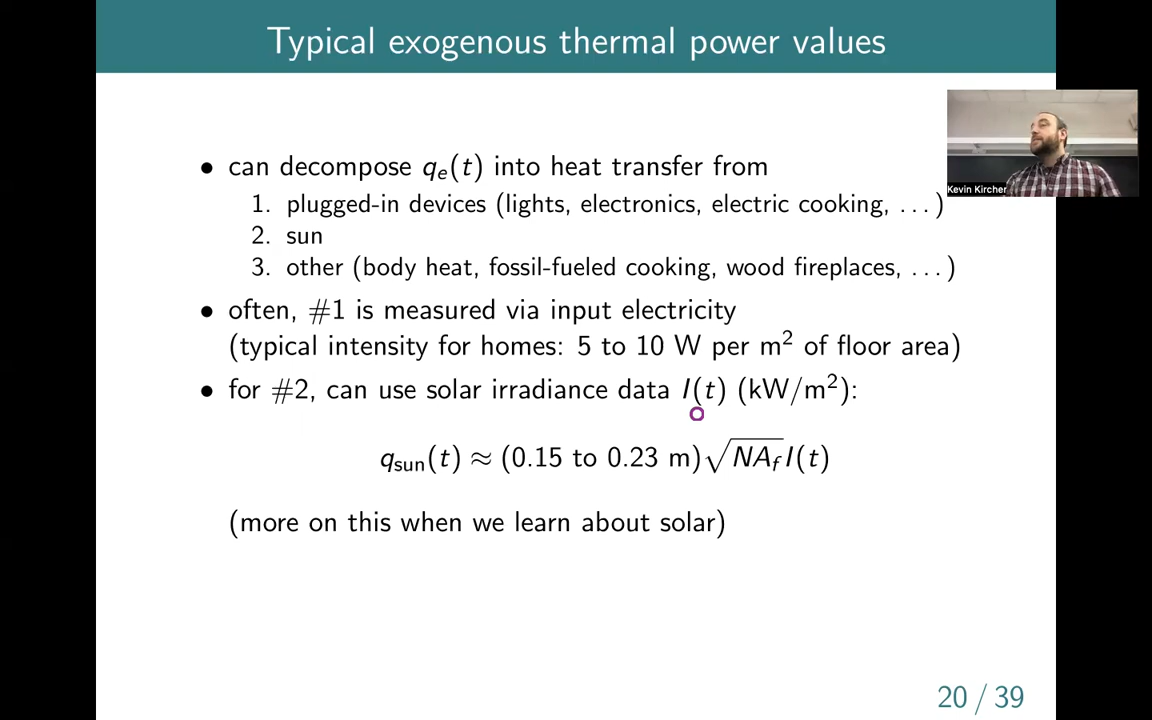 Typical exogenous thermal power values
• can decompose qₑ(t) into heat transfer from
1. plugged-in devices (lights, electronics, electric cooking, ...)
2. sun
3. other (body heat, fossil-fueled cooking, wood fireplaces, ...)
• often, #1 is measured via input electricity
(typical intensity for homes: 5 to 10 W per m² of floor area)
• for #2, can use solar irradiance data I(t) (kW/m²):
q_sun(t) ≈ (0.15 to 0.23 m)√(NA_f) I(t)
(more on this when we learn about solar)
20 / 39
Kevin Kircher